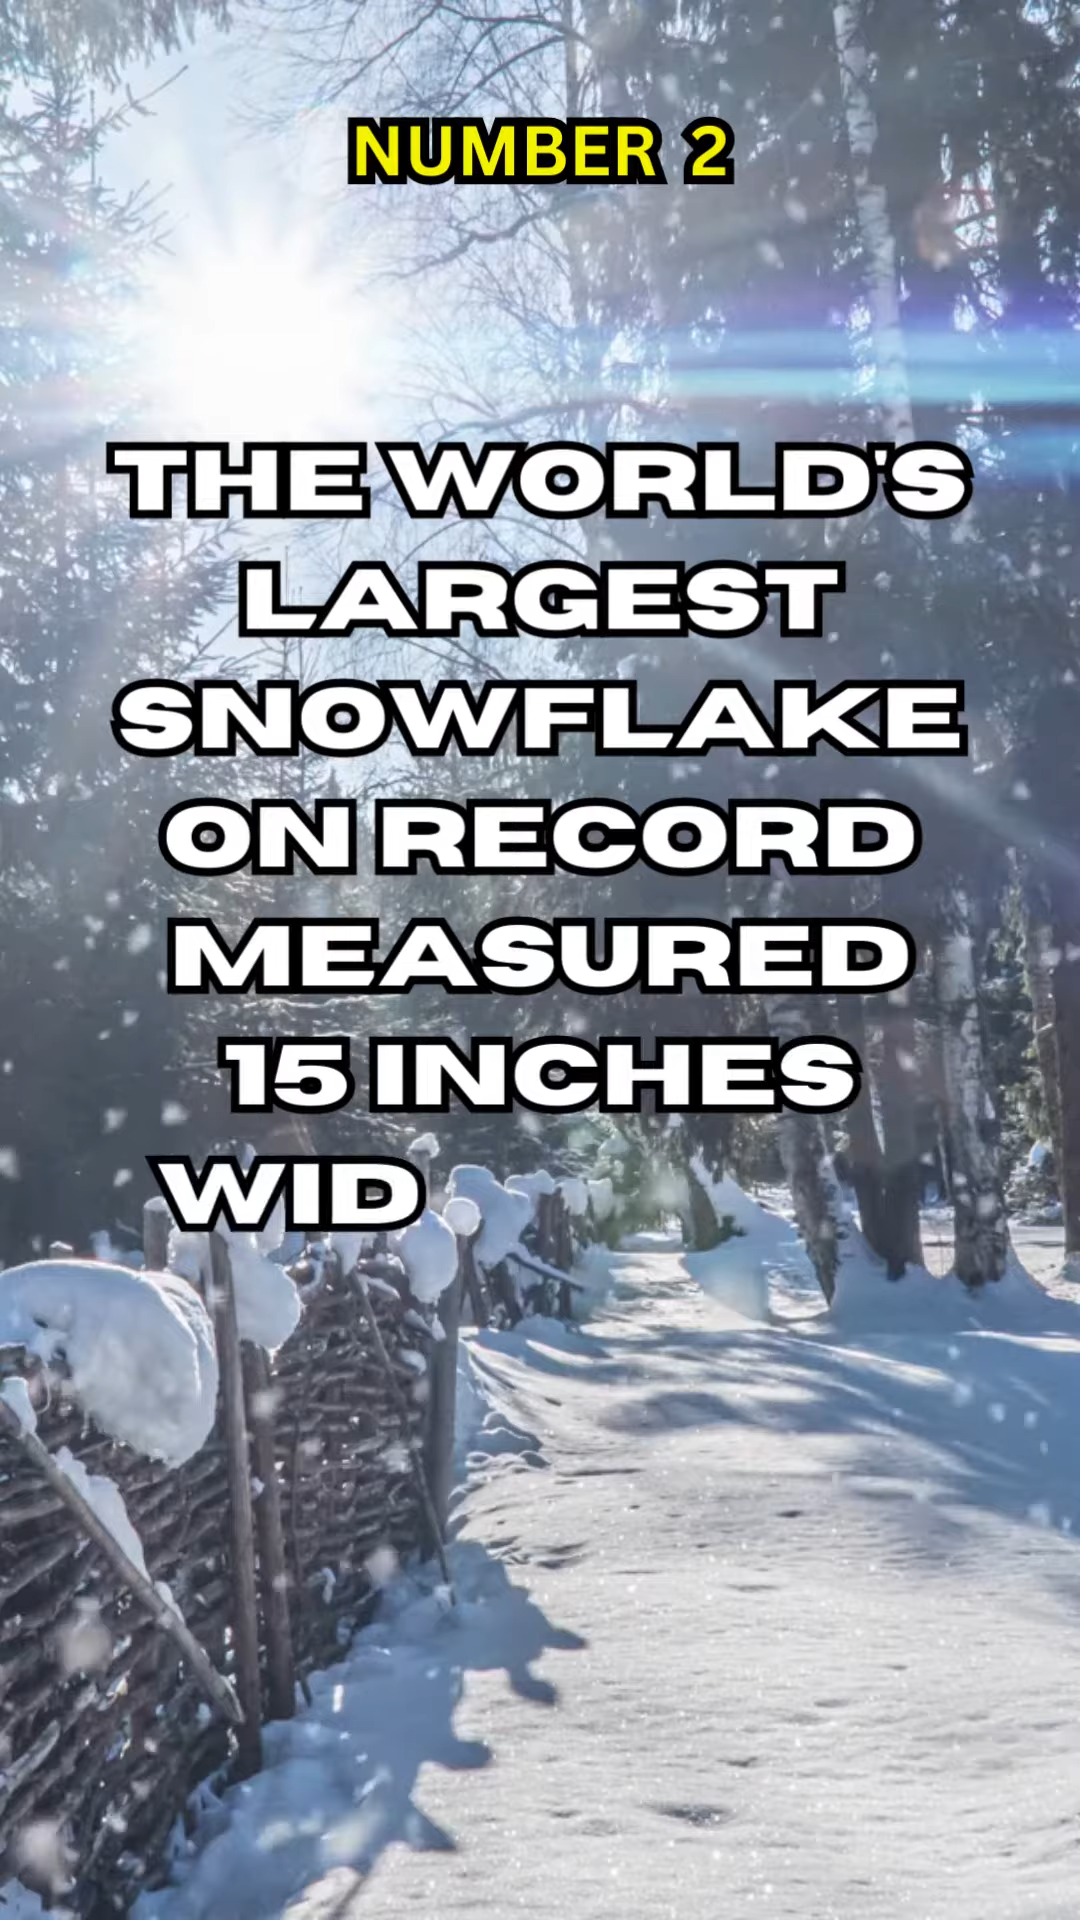 NUMBER 2
THE WORLD'S
LARGEST
SNOWFLAKE
ON RECORD
MEASURED
15 INCHES
WID